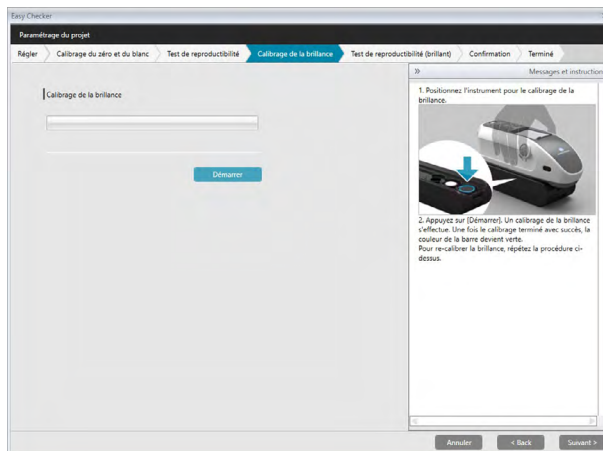 Easy Checker
Paramétrage du projet
Régler
Calibrage du zéro et du blanc
Test de reproductibilité
Calibrage de la brillance
Test de reproductibilité (brillant)
Confirmation
Terminé
» Messages et instruction
Calibrage de la brillance
Démarrer
1. Positionnez l'instrument pour le calibrage de la
brillance.
2. Appuyez sur [Démarrer]. Un calibrage de la brillance
s'effectue. Une fois le calibrage terminé avec succès, la
couleur de la barre devient verte.
Pour re-calibrer la brillance, répétez la procédure ci-
dessus.
Annuler
< Back
Suivant >